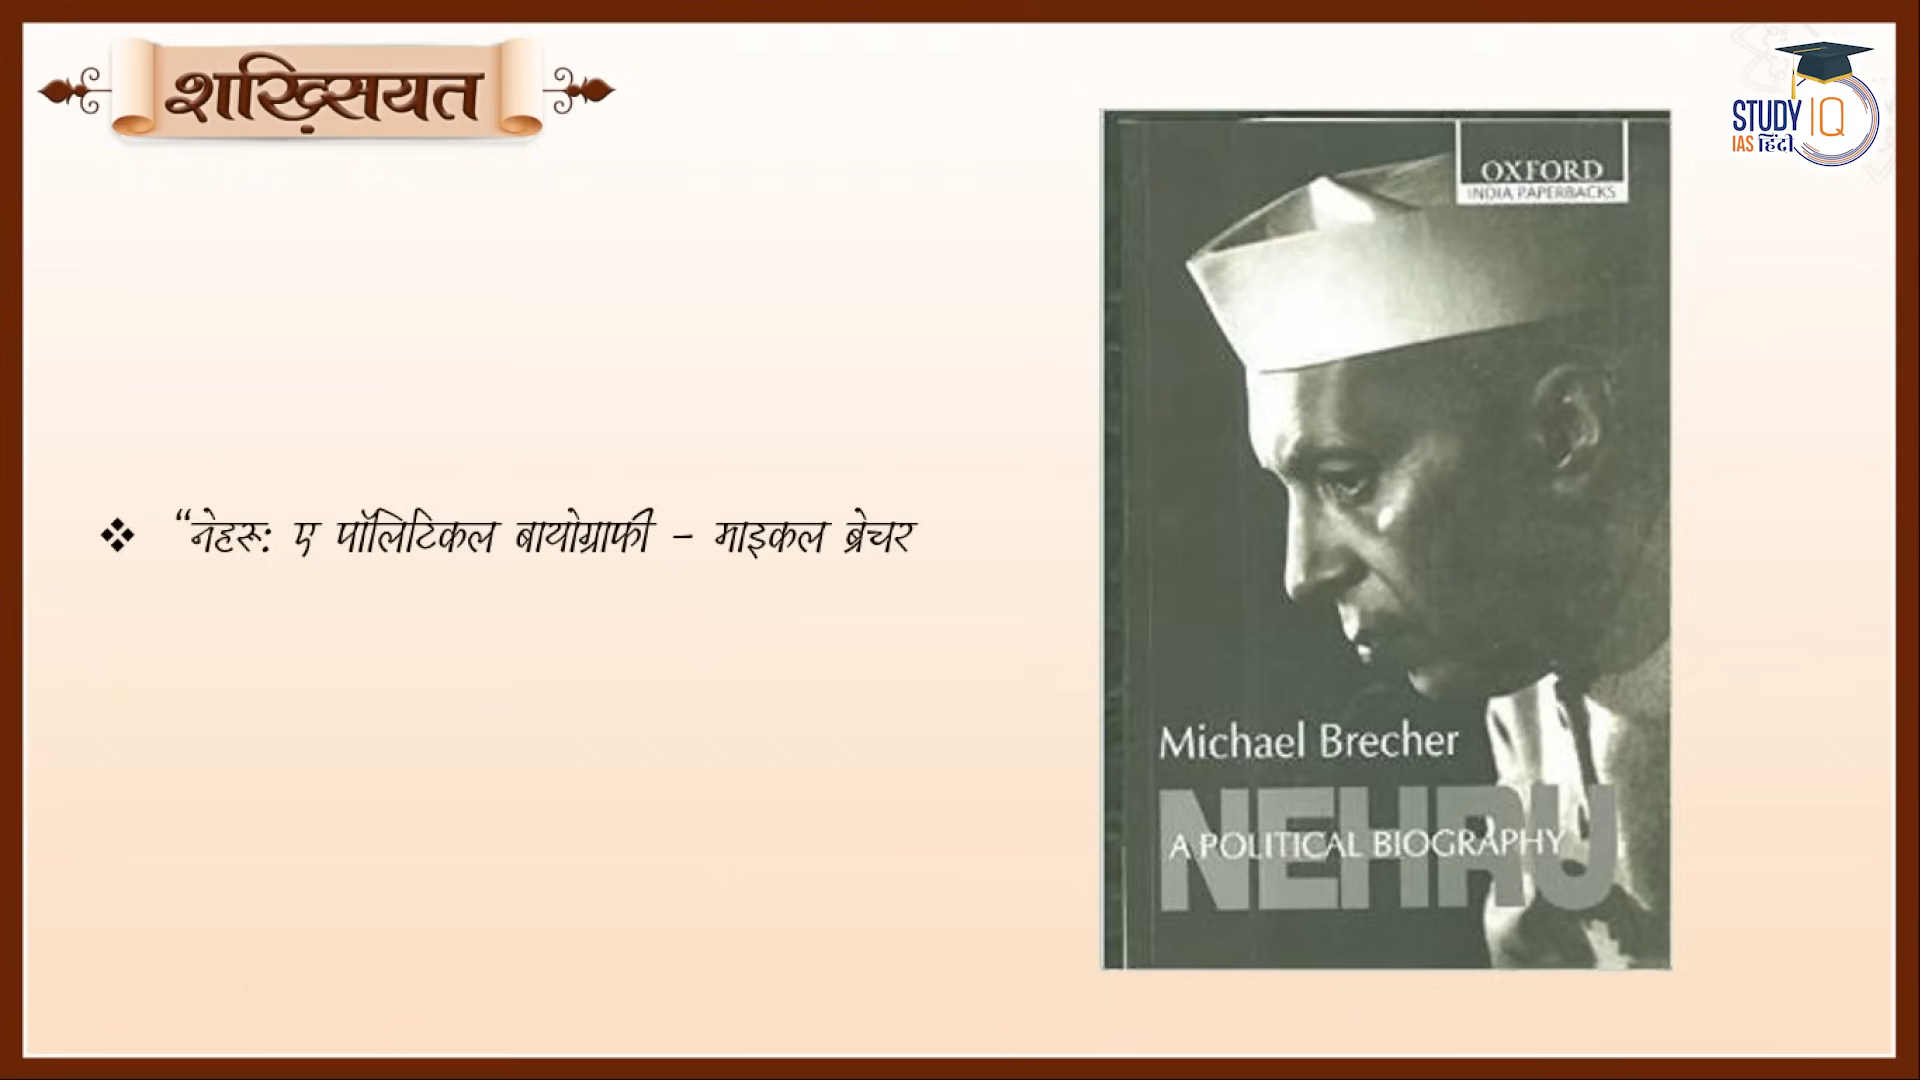 शख़्सियत
STUDY IQ
IAS हिंदी
OXFORD
INDIA PAPERBACKS
❖ “नेहरू: ए पॉलिटिकल बायोग्राफी – माइकल ब्रेचर
Michael Brecher
NEHRU
A POLITICAL BIOGRAPHY